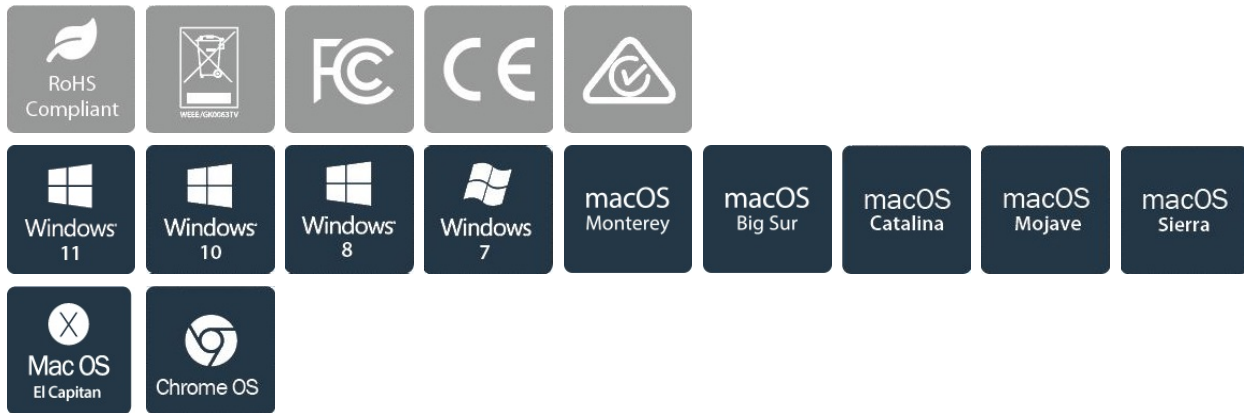 RoHS
Compliant
WEEE/GK0083TV
FC
CE
Windows
11
Windows
10
Windows
8
Windows
7
macOS
Monterey
macOS
Big Sur
macOS
Catalina
macOS
Mojave
macOS
Sierra
X
Mac OS
El Capitan
Chrome OS